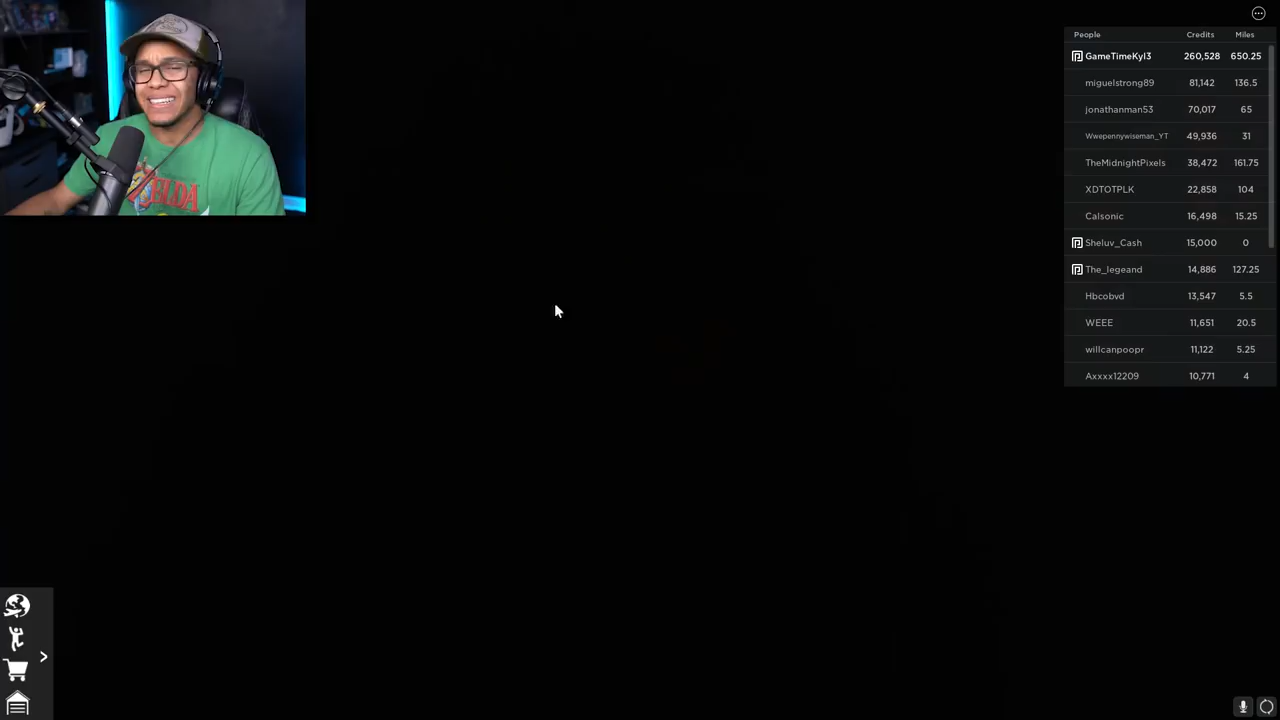 People Credits Miles
GameTimeKyl3 260,528 650.25
miguelstrong89 81,142 136.5
jonathanman53 70,017 65
Wwepennywiseman_YT 49,936 31
TheMidnightPixels 38,472 161.75
XDTOTPLK 22,858 104
Calsonic 16,498 15.25
Sheluv_Cash 15,000 0
The_legeand 14,886 127.25
Hbcobvd 13,547 5.5
WEEE 11,651 20.5
willcanpoopr 11,122 5.25
Axxxx12209 10,771 4
ZELDA